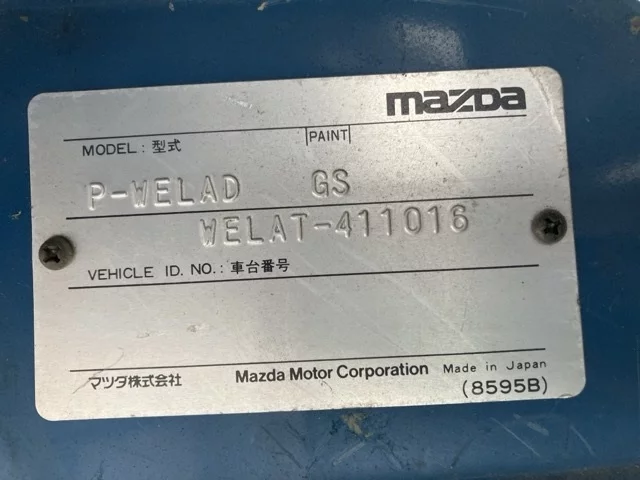 mazda
MODEL: 型式 PAINT
P-WELAD GS
WELAT-411016
VEHICLE ID. NO.: 車台番号
マツダ株式会社 Mazda Motor Corporation Made in Japan
(8595B)